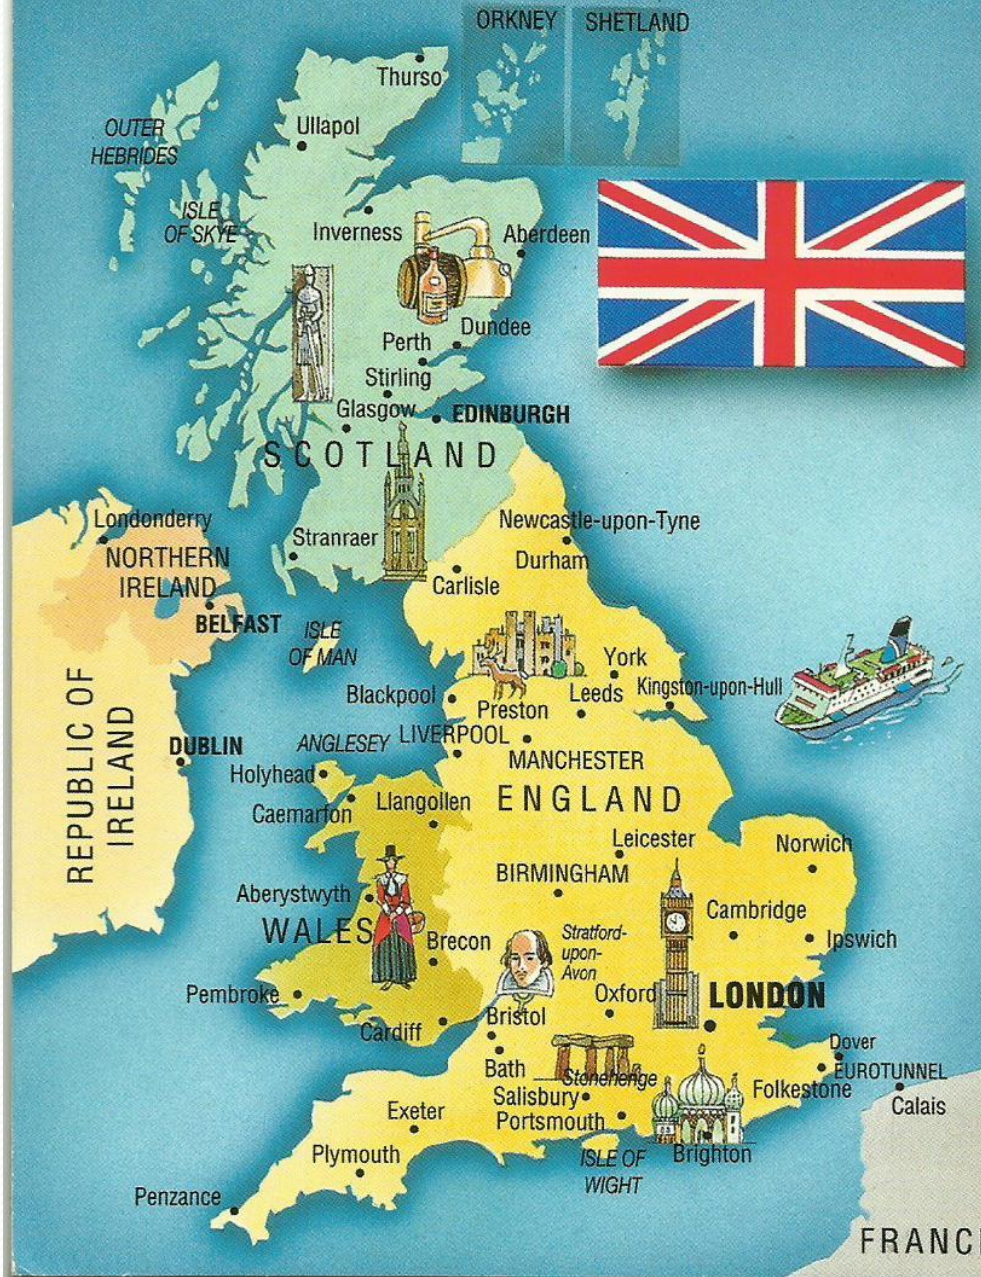 ORKNEY
SHETLAND
Thurso
OUTER
HEBRIDES
Ullapol
ISLE
OF SKYE
Inverness
Aberdeen
Dundee
Perth
Stirling
Glasgow
EDINBURGH
SCOTLAND
Londonderry
NORTHERN
IRELAND
Stranraer
Newcastle-upon-Tyne
Durham
Carlisle
BELFAST
ISLE
OF MAN
York
Leeds
Kingston-upon-Hull
Blackpool
Preston
REPUBLIC OF
IRELAND
DUBLIN
ANGLESEY
LIVERPOOL
MANCHESTER
Holyhead
Caernarfon
Llangollen
ENGLAND
Leicester
Norwich
BIRMINGHAM
Aberystwyth
WALES
Brecon
Cambridge
Ipswich
Stratford-
upon-
Avon
Pembroke
Oxford
LONDON
Cardiff
Bristol
Bath
Stonehenge
Salisbury
Portsmouth
Dover
EUROTUNNEL
Folkestone
Calais
Exeter
Plymouth
ISLE OF
WIGHT
Brighton
Penzance
FRANC